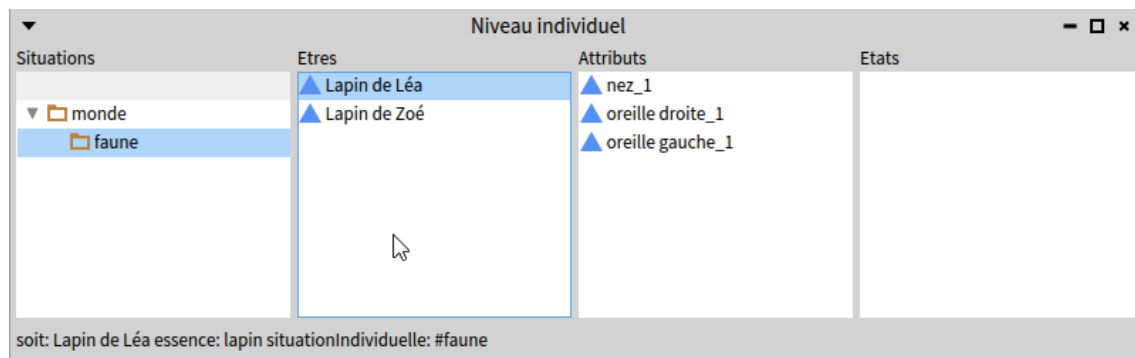 Niveau individuel
Situations Etres Attributs Etats
Lapin de Léa nez_1
monde Lapin de Zoé oreille droite_1
faune oreille gauche_1
soit: Lapin de Léa essence: lapin situationIndividuelle: #faune